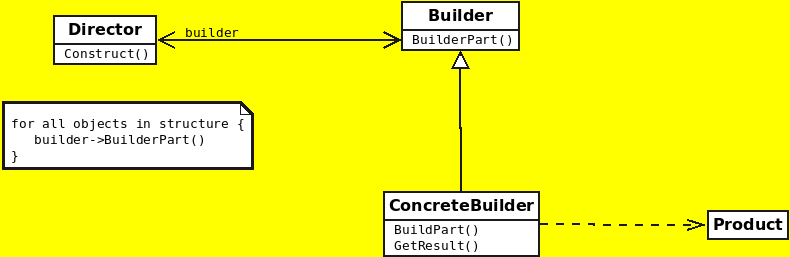 Director
Construct()
builder
Builder
BuilderPart()
for all objects in structure {
   builder->BuilderPart()
}
ConcreteBuilder
BuildPart()
GetResult()
Product